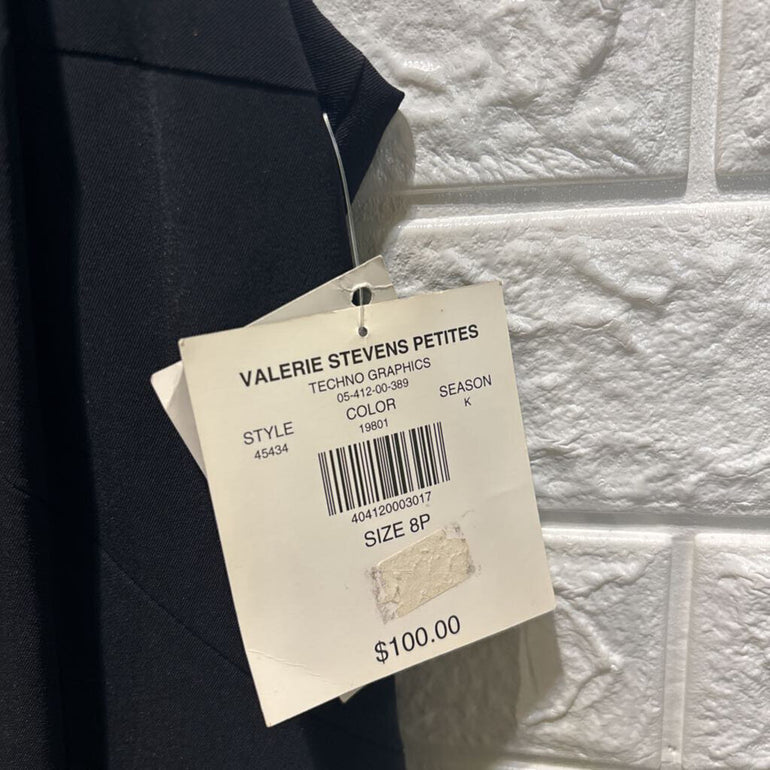 VALERIE STEVENS PETITES
TECHNO GRAPHICS
05-412-00-389
STYLE COLOR SEASON
45434 19801 K
404120003017
SIZE 8P
$100.00